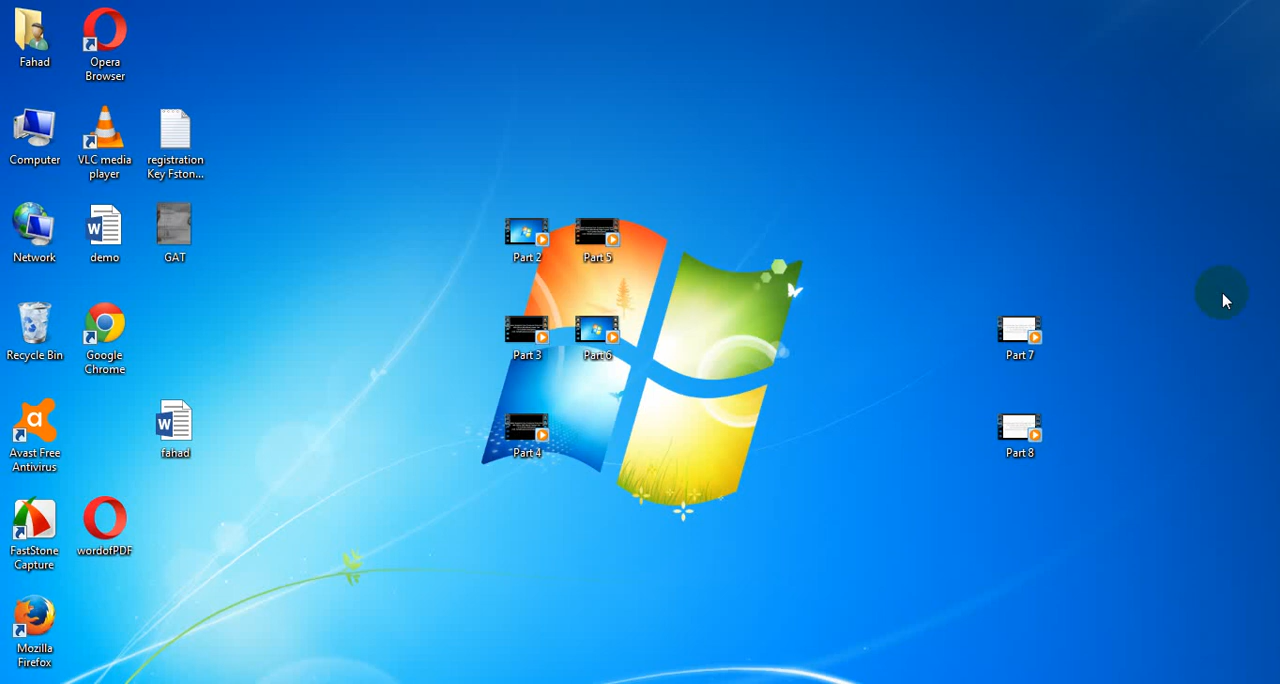 Fahad
Opera
Browser
Computer
VLC media
player
registration
Key Fston...
Network
demo
GAT
Part 2
Part 5
Recycle Bin
Google
Chrome
Part 3
Part 6
Part 7
Avast Free
Antivirus
fahad
Part 4
Part 8
FastStone
Capture
wordofPDF
Mozilla
Firefox